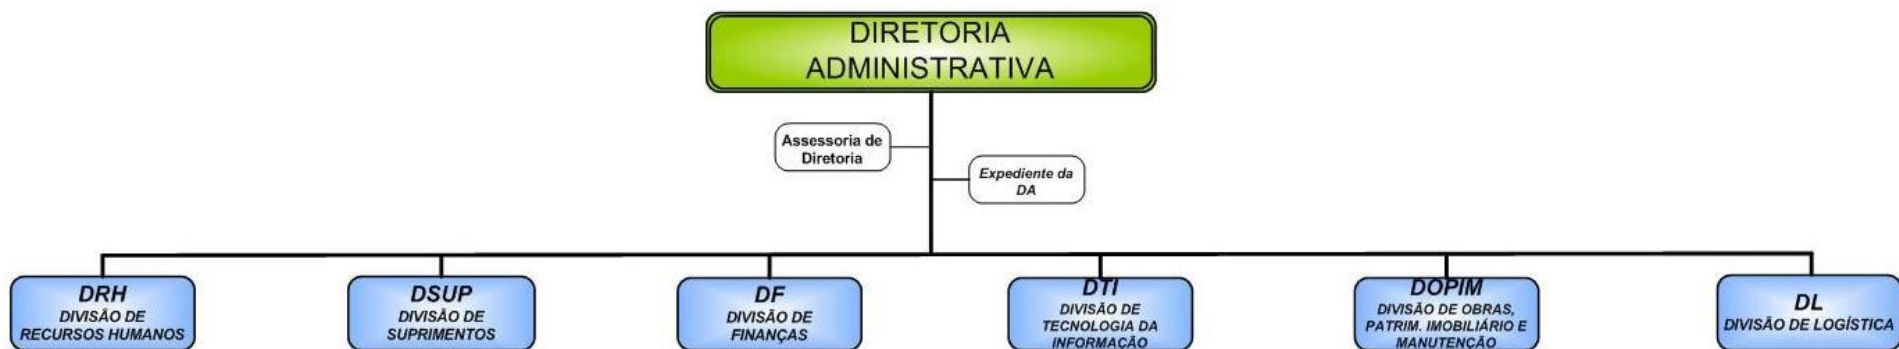 DIRETORIA
ADMINISTRATIVA
Assessoria de
Diretoria
Expediente da
DA
DRH
DIVISÃO DE
RECURSOS HUMANOS
DSUP
DIVISÃO DE
SUPRIMENTOS
DF
DIVISÃO DE
FINANÇAS
DTI
DIVISÃO DE
TECNOLOGIA DA
INFORMAÇÃO
DOPIM
DIVISÃO DE OBRAS,
PATRIM. IMOBILIÁRIO E
MANUTENÇÃO
DL
DIVISÃO DE LOGÍSTICA